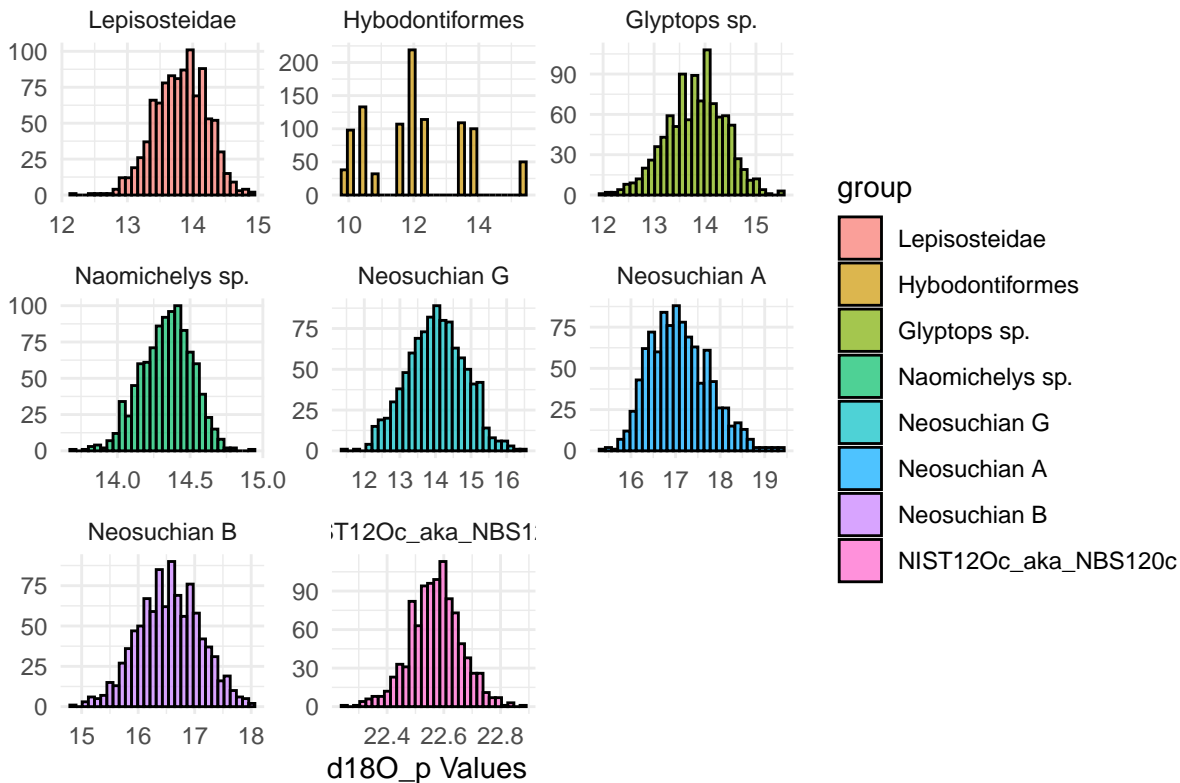 Lepisosteidae
100
75
50
25
0
12 13 14 15
Hybodontiformes
200
150
100
50
0
10 12 14
Glyptops sp.
90
60
30
0
12 13 14 15
Naomichelys sp.
100
75
50
25
0
14.0 14.5 15.0
Neosuchian G
75
50
25
0
12 13 14 15 16
Neosuchian A
75
50
25
0
16 17 18 19
Neosuchian B
75
50
25
0
15 16 17 18
ST12Oc_aka_NBS12
90
60
30
0
22.4 22.6 22.8
d18O_p Values
group
Lepisosteidae
Hybodontiformes
Glyptops sp.
Naomichelys sp.
Neosuchian G
Neosuchian A
Neosuchian B
NIST12Oc_aka_NBS120c